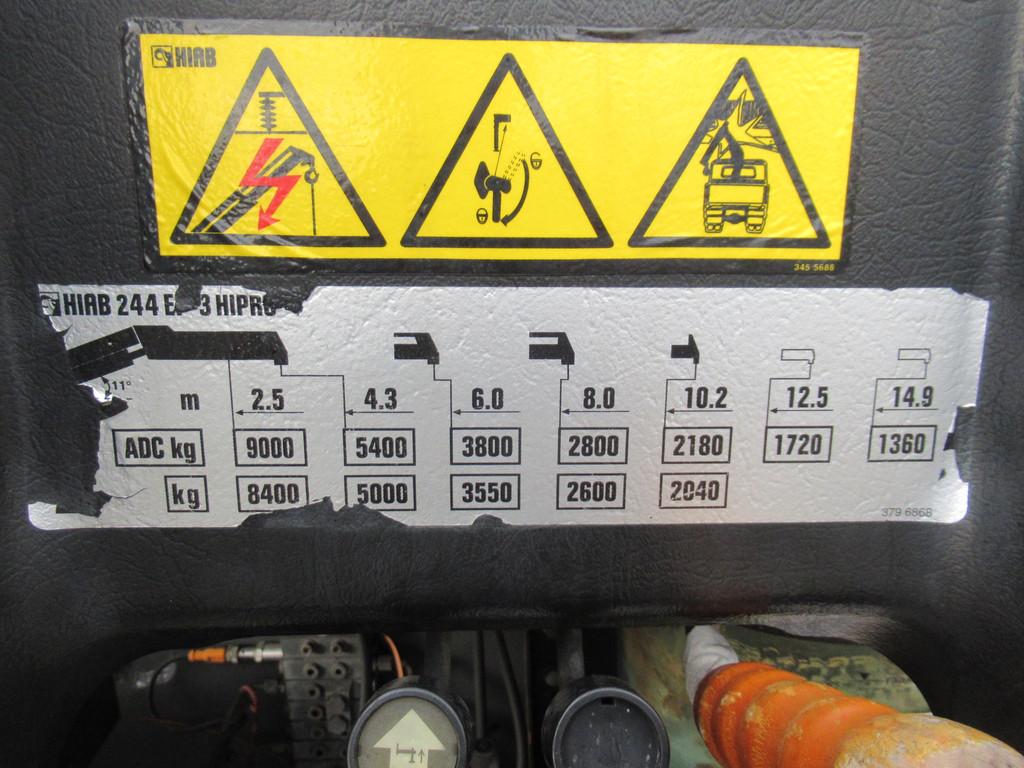 HIAB
345 5688
HIAB 244 E 3 HIPRO
11°
m 2.5 4.3 6.0 8.0 10.2 12.5 14.9
ADC kg 9000 5400 3800 2800 2180 1720 1360
kg 8400 5000 3550 2600 2040
379 6868